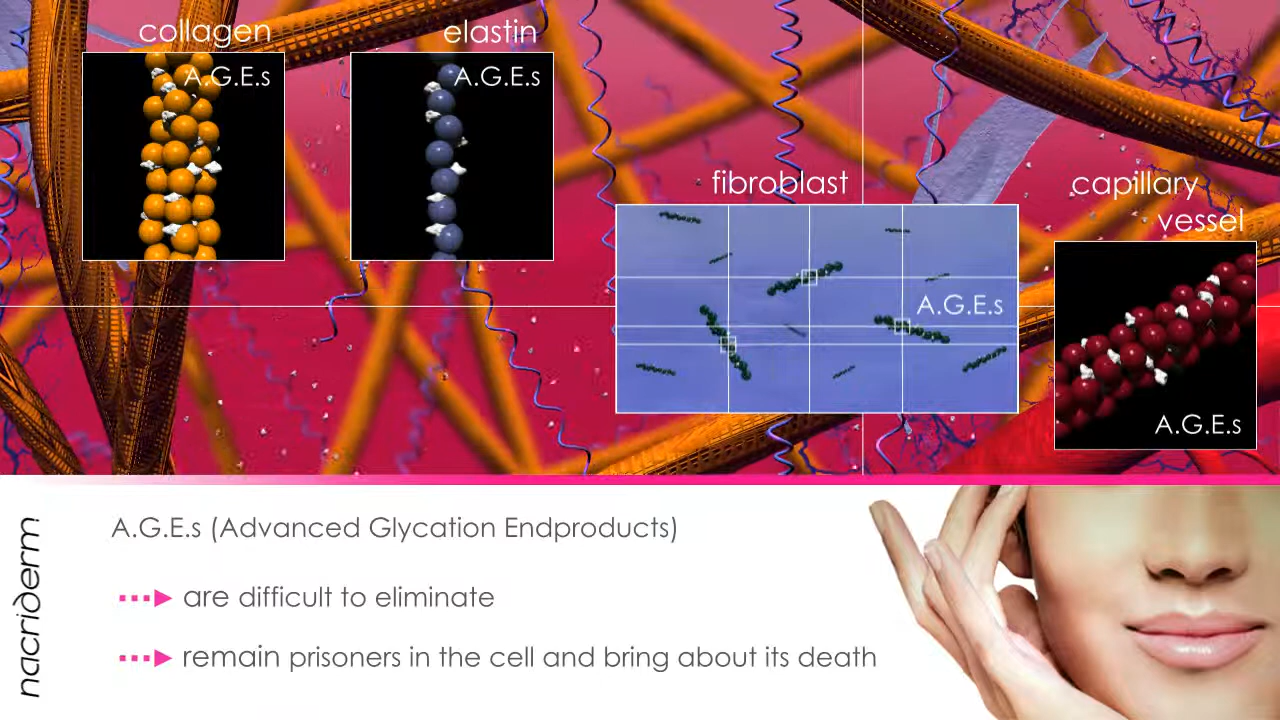 collagen
A.G.E.s
elastin
A.G.E.s
fibroblast
A.G.E.s
capillary
vessel
A.G.E.s
nacriderm
A.G.E.s (Advanced Glycation Endproducts)
are difficult to eliminate
remain prisoners in the cell and bring about its death